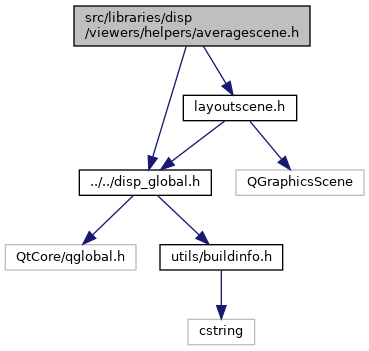 src/libraries/disp
/viewers/helpers/averagescene.h
layoutscene.h
../../disp_global.h
QGraphicsScene
QtCore/qglobal.h
utils/buildinfo.h
cstring